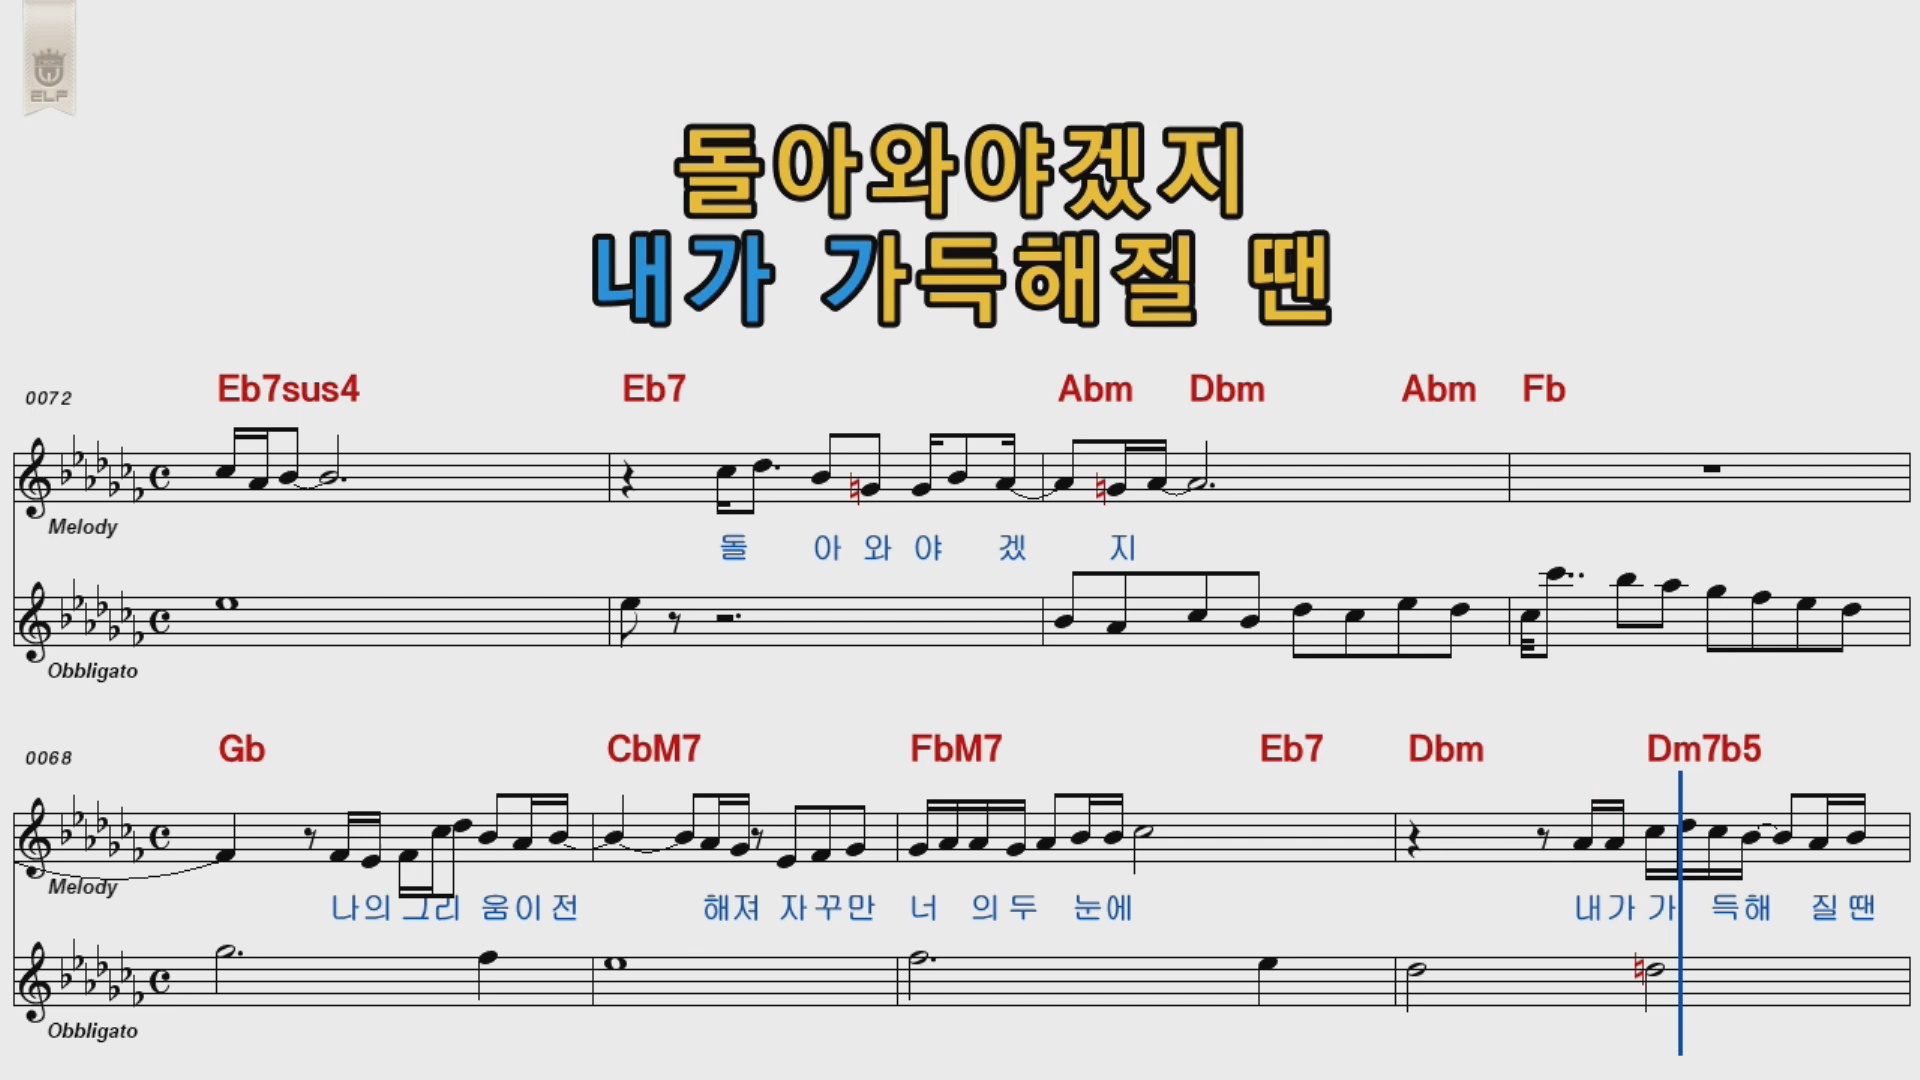 ELF
돌아와야겠지
내가 가득해질 땐
0072 Eb7sus4 Eb7 Abm Dbm Abm Fb
Melody
돌 아 와 야 겠 지
Obbligato
0068 Gb CbM7 FbM7 Eb7 Dbm Dm7b5
Melody
나의 그리 움이 전 해져 자꾸만 너 의 두 눈에 내가 가 득해 질 땐
Obbligato